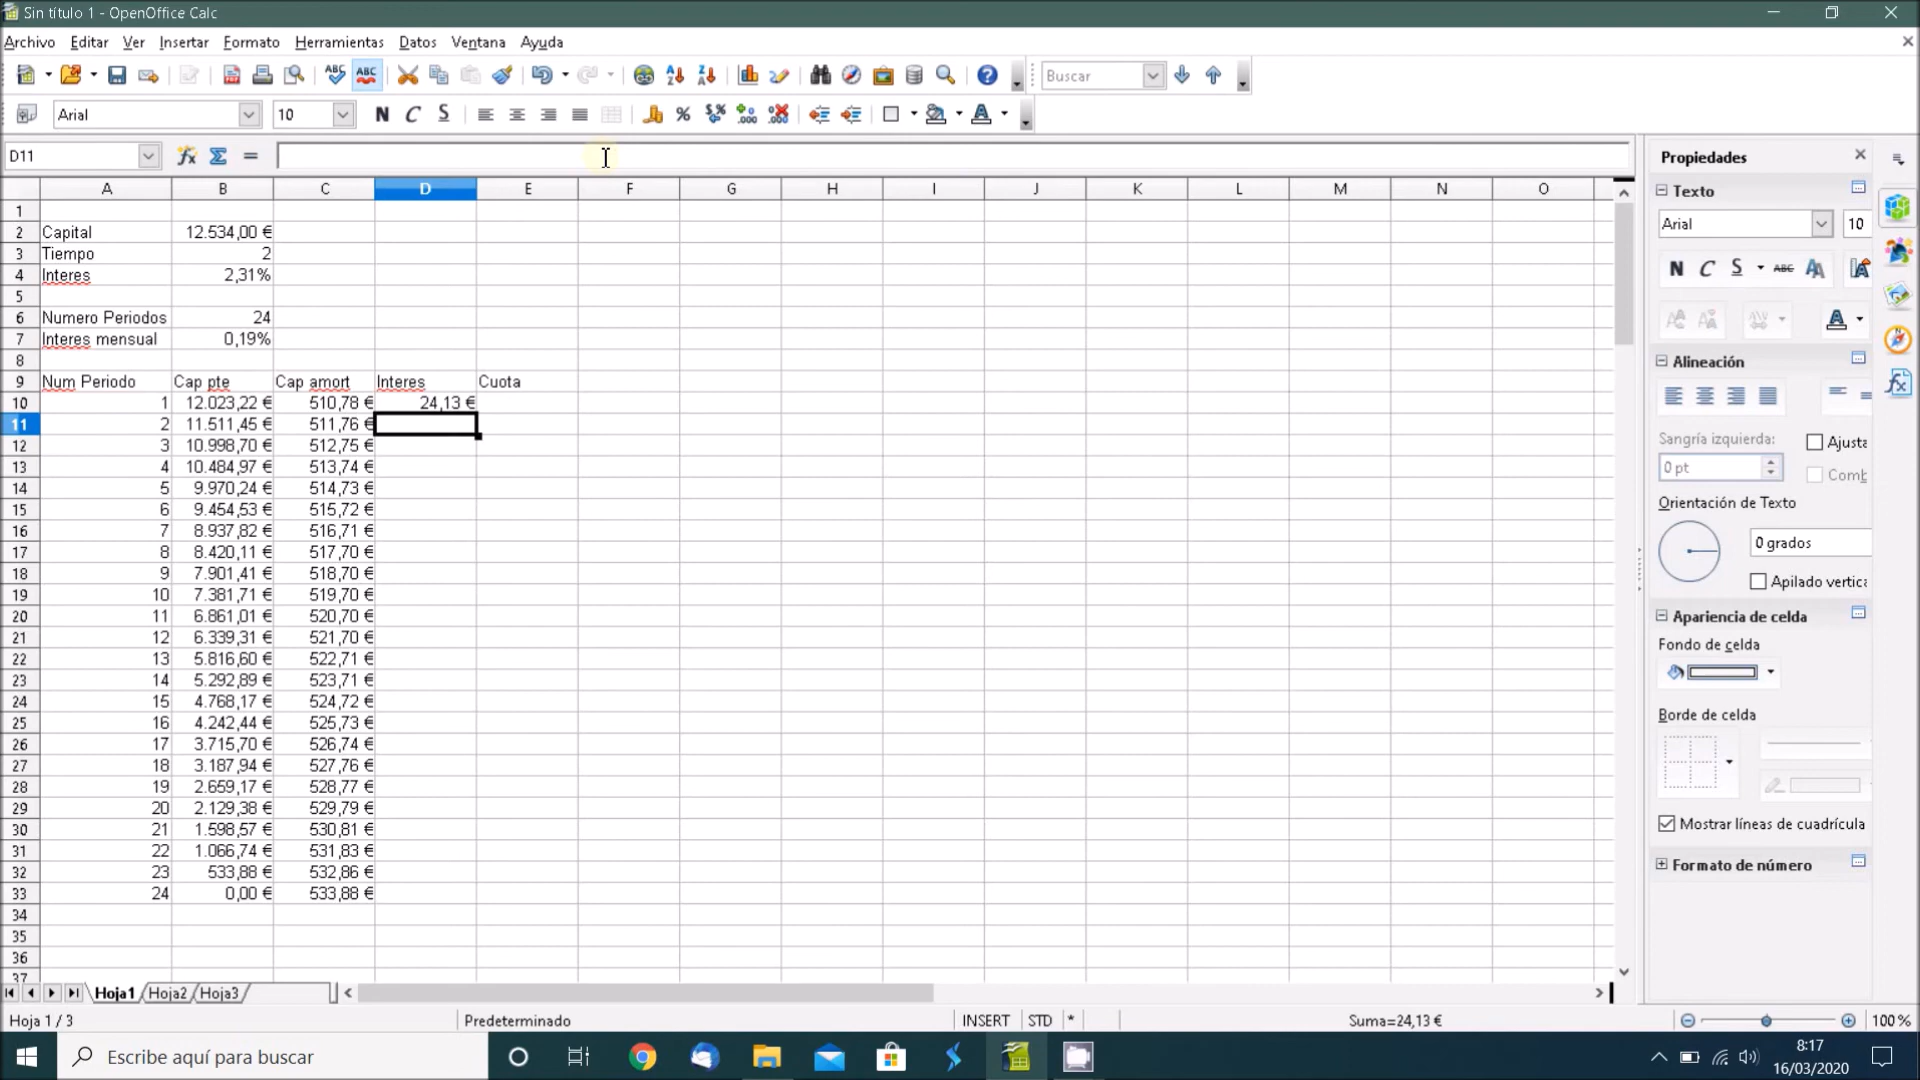 Sin título 1 - OpenOffice Calc
Archivo Editar Ver Insertar Formato Herramientas Datos Ventana Ayuda
Buscar
Arial 10 N C S
D11 =
A B C D E F G H I J K L M N O
1
2 Capital 12.534,00 €
3 Tiempo 2
4 Interes 2,31%
5
6 Numero Periodos 24
7 Interes mensual 0,19%
8
9 Num Periodo Cap pte Cap amort Interes Cuota
10 1 12.023,22 € 510,78 € 24,13 €
11 2 11.511,45 € 511,76 €
12 3 10.998,70 € 512,75 €
13 4 10.484,97 € 513,74 €
14 5 9.970,24 € 514,73 €
15 6 9.454,53 € 515,72 €
16 7 8.937,82 € 516,71 €
17 8 8.420,11 € 517,70 €
18 9 7.901,41 € 518,70 €
19 10 7.381,71 € 519,70 €
20 11 6.861,01 € 520,70 €
21 12 6.339,31 € 521,70 €
22 13 5.816,60 € 522,71 €
23 14 5.292,89 € 523,71 €
24 15 4.768,17 € 524,72 €
25 16 4.242,44 € 525,73 €
26 17 3.715,70 € 526,74 €
27 18 3.187,94 € 527,76 €
28 19 2.659,17 € 528,77 €
29 20 2.129,38 € 529,79 €
30 21 1.598,57 € 530,81 €
31 22 1.066,74 € 531,83 €
32 23 533,88 € 532,86 €
33 24 0,00 € 533,88 €
34
35
36
37
Propiedades
Texto
Arial 10
N C S ABC
Alineación
Sangría izquierda:
Ajusta
0 pt
Comb
Orientación de Texto
0 grados
Apilado vertica
Apariencia de celda
Fondo de celda
Borde de celda
Mostrar líneas de cuadrícula
Formato de número
Hoja1 Hoja2 Hoja3
Hoja 1 / 3 Predeterminado INSERT STD * Suma=24,13 € 100 %
Escribe aquí para buscar
8:17
16/03/2020